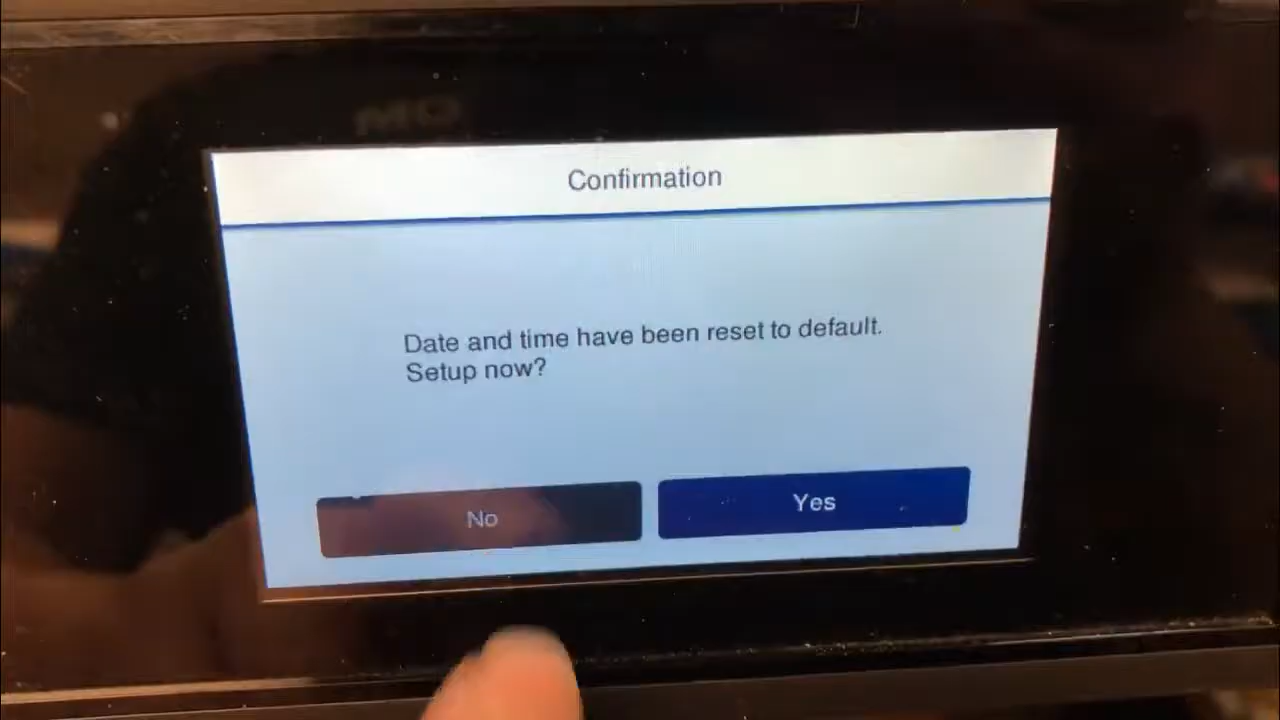 Confirmation
Date and time have been reset to default.
Setup now?
No
Yes